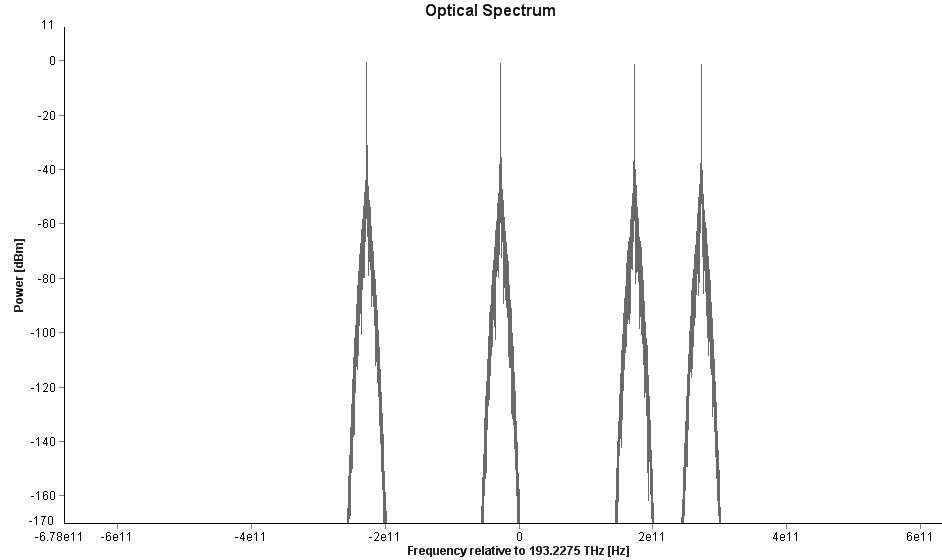 Optical Spectrum
11
0
-20
-40
-60
-80
-100
-120
-140
-160
-170
Power [dBm]
-6.78e11 -6e11 -4e11 -2e11 0 2e11 4e11 6e11
Frequency relative to 193.2275 THz [Hz]